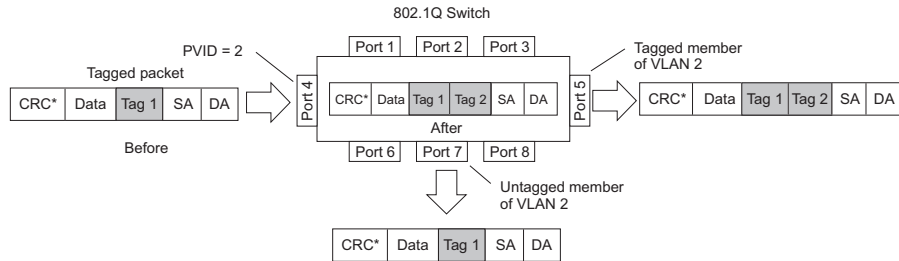 802.1Q Switch
PVID = 2
Port 1 Port 2 Port 3
Tagged member
of VLAN 2
Tagged packet
Port 4
Port 5
CRC* Data Tag 1 SA DA
CRC* Data Tag 1 Tag 2 SA DA
CRC* Data Tag 1 Tag 2 SA DA
Before
After
Port 6 Port 7 Port 8
Untagged member
of VLAN 2
CRC* Data Tag 1 SA DA